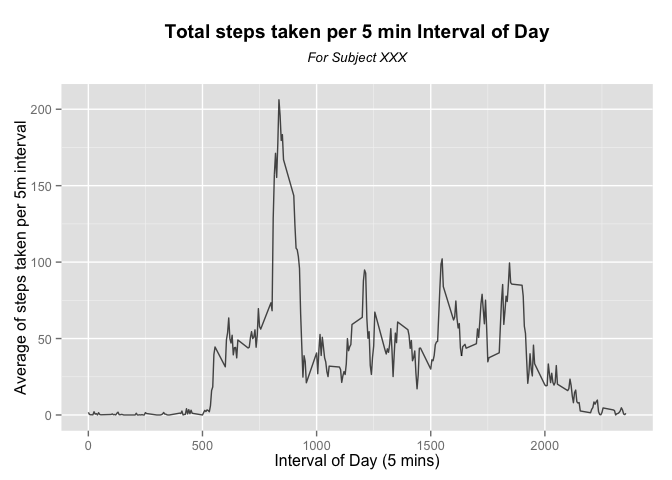 Total steps taken per 5 min Interval of Day
For Subject XXX
Average of steps taken per 5m interval
200
150
100
50
0
0 500 1000 1500 2000
Interval of Day (5 mins)